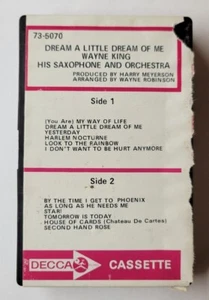 73-5070
DREAM A LITTLE DREAM OF ME
WAYNE KING
HIS SAXOPHONE AND ORCHESTRA
PRODUCED BY HARRY MEYERSON
ARRANGED BY WAYNE ROBINSON
Side 1
(You Are) MY WAY OF LIFE
DREAM A LITTLE DREAM OF ME
YESTERDAY
HARLEM NOCTURNE
LOOK TO THE RAINBOW
I DON'T WANT TO BE HURT ANYMORE
Side 2
BY THE TIME I GET TO PHOENIX
AS LONG AS HE NEEDS ME
STAR!
TOMORROW IS TODAY
HOUSE OF CARDS (Chateau De Cartes)
SECOND HAND ROSE
DECCA CASSETTE